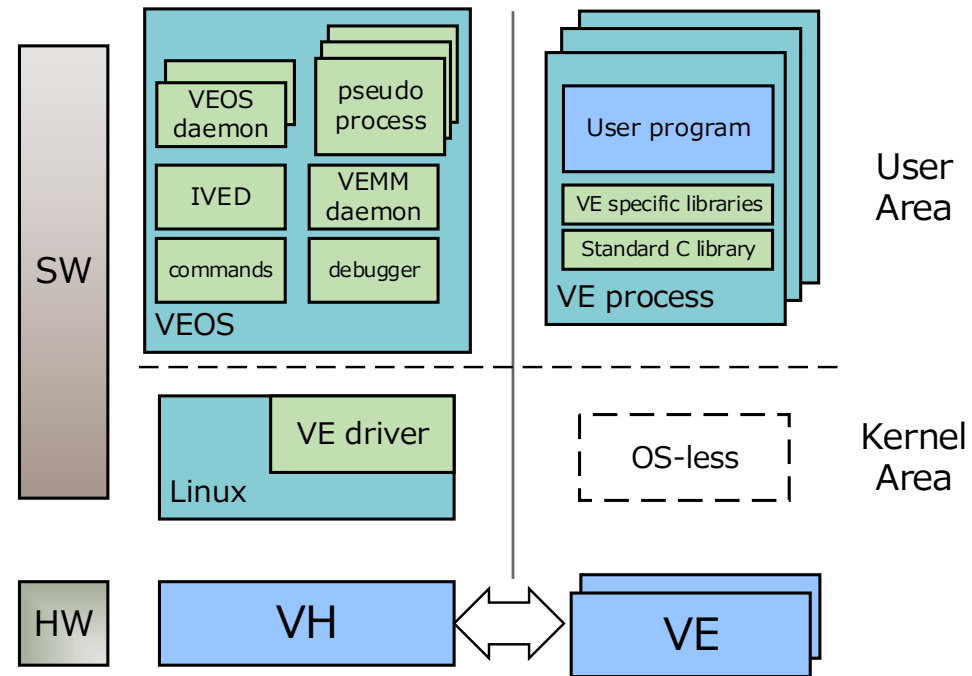 SW
VEOS
daemon
pseudo
process
IVED
VEMM
daemon
commands
debugger
VEOS
User program
VE specific libraries
Standard C library
VE process
User
Area
VE driver
Linux
OS-less
Kernel
Area
HW
VH
VE